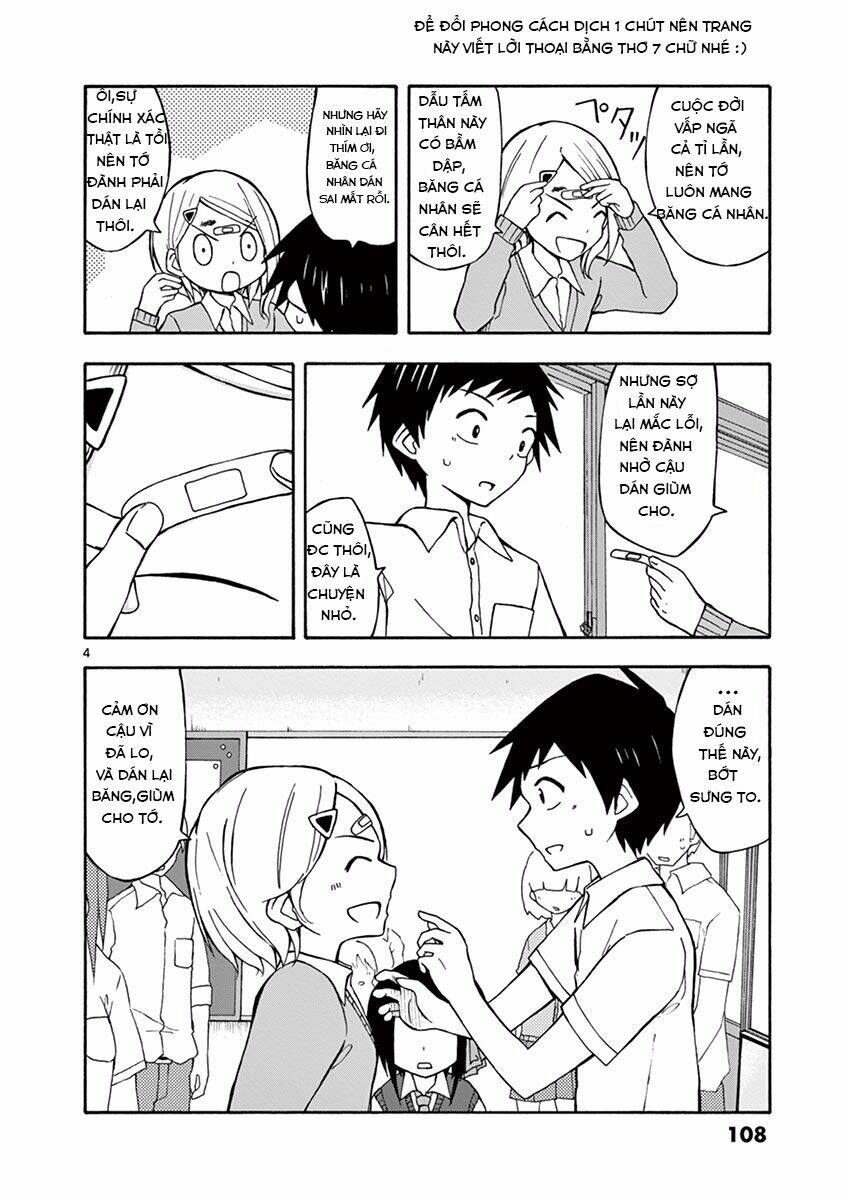 ĐỂ ĐỔI PHONG CÁCH DỊCH 1 CHÚT NÊN TRANG
NÀY VIẾT LỜI THOẠI BẰNG THƠ 7 CHỮ NHÉ :)
CUỘC ĐỜI
VẤP NGÃ
CẢ TỈ LẦN,
NÊN TỚ
LUÔN MANG
BĂNG CÁ NHÂN.
ペタッ
DẪU TẤM
THÂN NÀY
CÓ BẦM
DẬP,
BĂNG CÁ
NHÂN SẼ
CÂN HẾT
THÔI.
NHƯNG HÃY
NHÌN LẠI ĐI
THÍM ƠI,
BĂNG CÁ
NHÂN DÁN
SAI MẤT RỒI.
ÔI,SỰ
CHÍNH XÁC
THẬT LÀ TỒI
NÊN TỚ
ĐÀNH PHẢI
DÁN LẠI
THÔI.
NHƯNG SỢ
LẦN NÀY
LẠI MẮC LỖI,
NÊN ĐÀNH
NHỜ CẬU
DÁN GIÙM
CHO.
CŨNG
ĐC THÔI,
ĐÂY LÀ
CHUYỆN
NHỎ.
4
...
DÁN
ĐÚNG
THẾ NÀY,
BỚT
SƯNG TO.
CẢM ƠN
CẬU VÌ
ĐÃ LO,
VÀ DÁN LẠI
BĂNG,GIÙM
CHO TỚ.
108